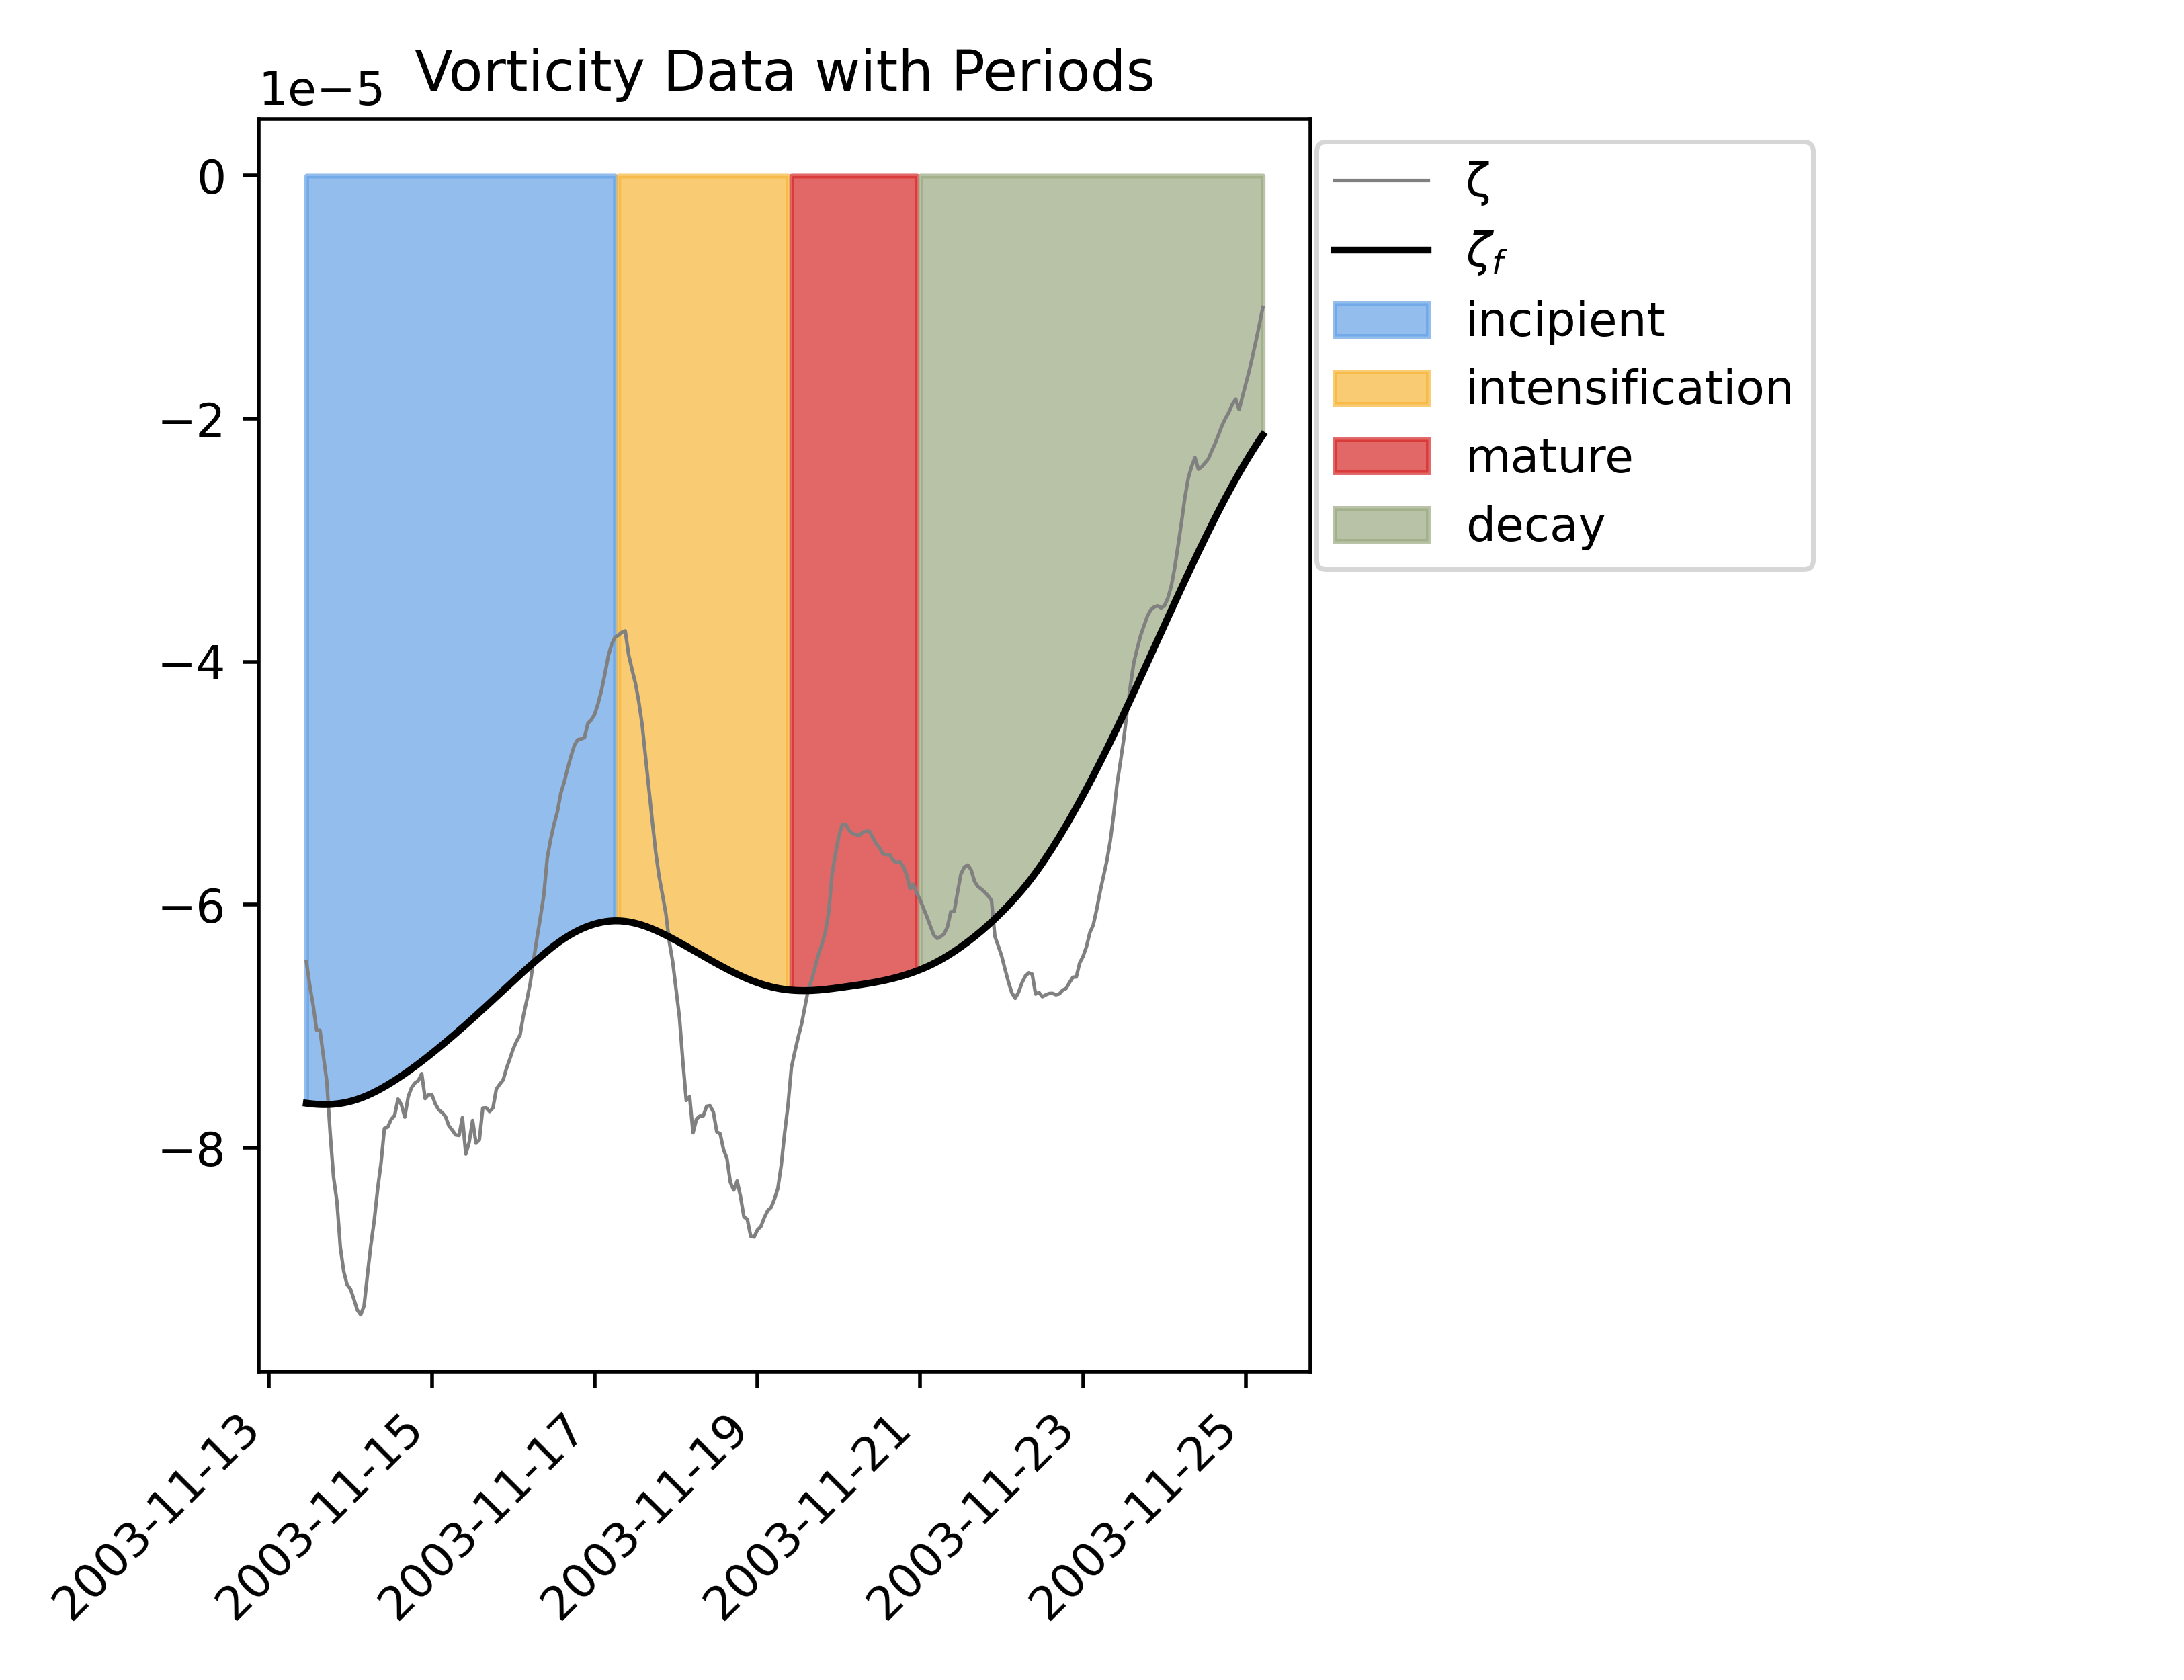 1e−5
Vorticity Data with Periods
0
−2
−4
−6
−8
2003-11-13
2003-11-15
2003-11-17
2003-11-19
2003-11-21
2003-11-23
2003-11-25
ζ
ζf
incipient
intensification
mature
decay